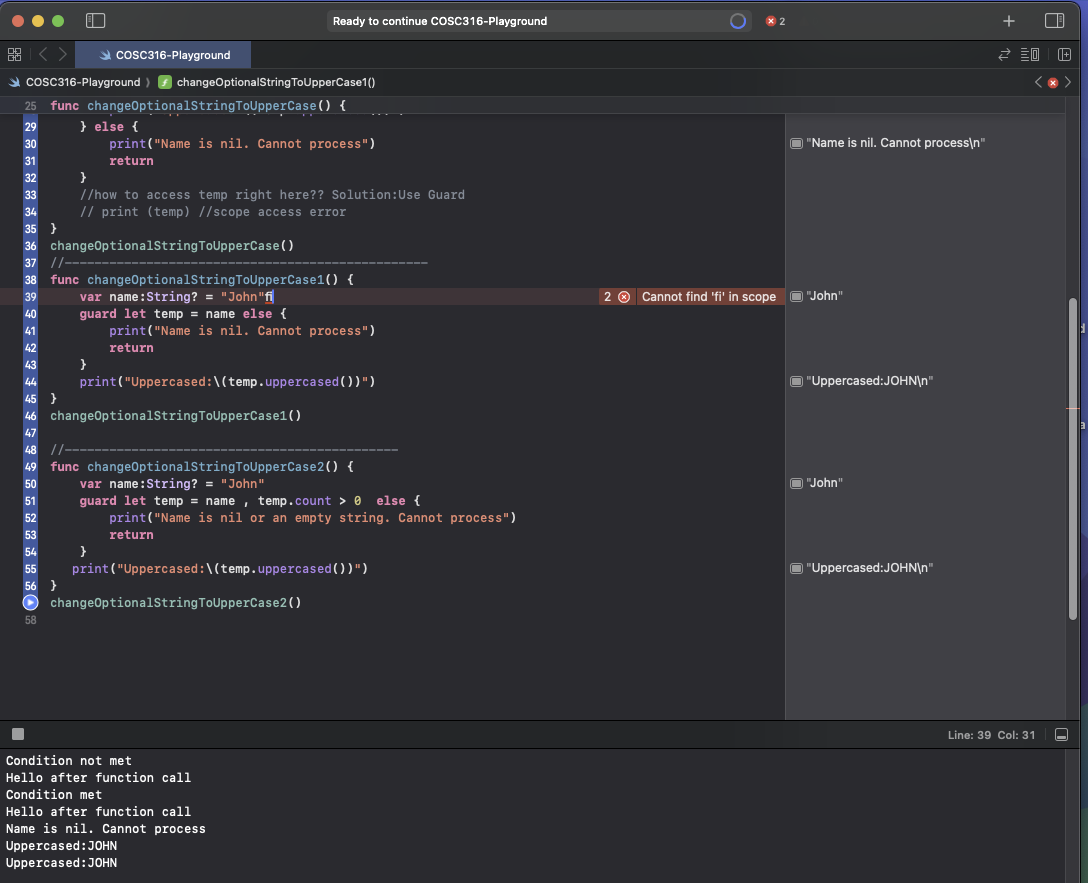 Ready to continue COSC316-Playground
2
COSC316-Playground
COSC316-Playground
changeOptionalStringToUpperCase1()
25 func changeOptionalStringToUpperCase() {
29     } else {
30         print("Name is nil. Cannot process")
"Name is nil. Cannot process\n"
31         return
32     }
33     //how to access temp right here?? Solution:Use Guard
34     // print (temp) //scope access error
35 }
36 changeOptionalStringToUpperCase()
37 //-------------------------------------------------
38 func changeOptionalStringToUpperCase1() {
39     var name:String? = "John"fi
2 Cannot find 'fi' in scope
"John"
40     guard let temp = name else {
41         print("Name is nil. Cannot process")
42         return
43     }
44     print("Uppercased:\(temp.uppercased())")
"Uppercased:JOHN\n"
45 }
46 changeOptionalStringToUpperCase1()
47
48 //---------------------------------------------
49 func changeOptionalStringToUpperCase2() {
50     var name:String? = "John"
"John"
51     guard let temp = name , temp.count > 0  else {
52         print("Name is nil or an empty string. Cannot process")
53         return
54     }
55    print("Uppercased:\(temp.uppercased())")
"Uppercased:JOHN\n"
56 }
changeOptionalStringToUpperCase2()
58
Line: 39 Col: 31
Condition not met
Hello after function call
Condition met
Hello after function call
Name is nil. Cannot process
Uppercased:JOHN
Uppercased:JOHN